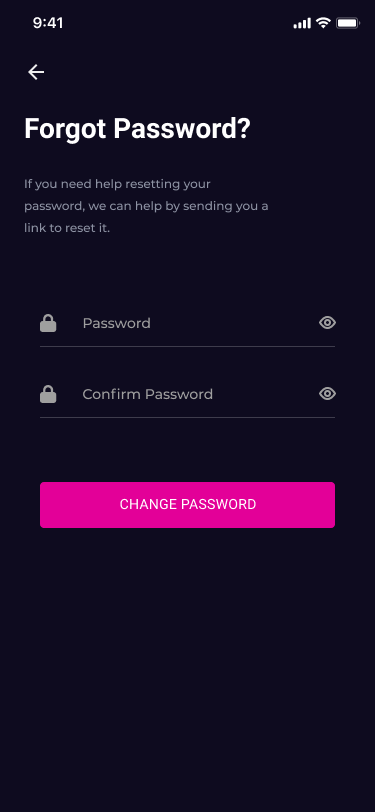 9:41
Forgot Password?
If you need help resetting your
password, we can help by sending you a
link to reset it.
Password
Confirm Password
CHANGE PASSWORD